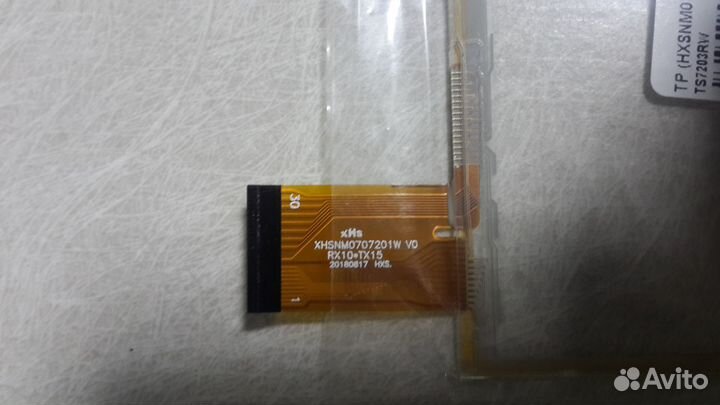 30
xHs
XHSNM0707201W V0
RX10*TX15
20180817 HXS.
1
TP (HXSNM0
TS7203RW
Avito